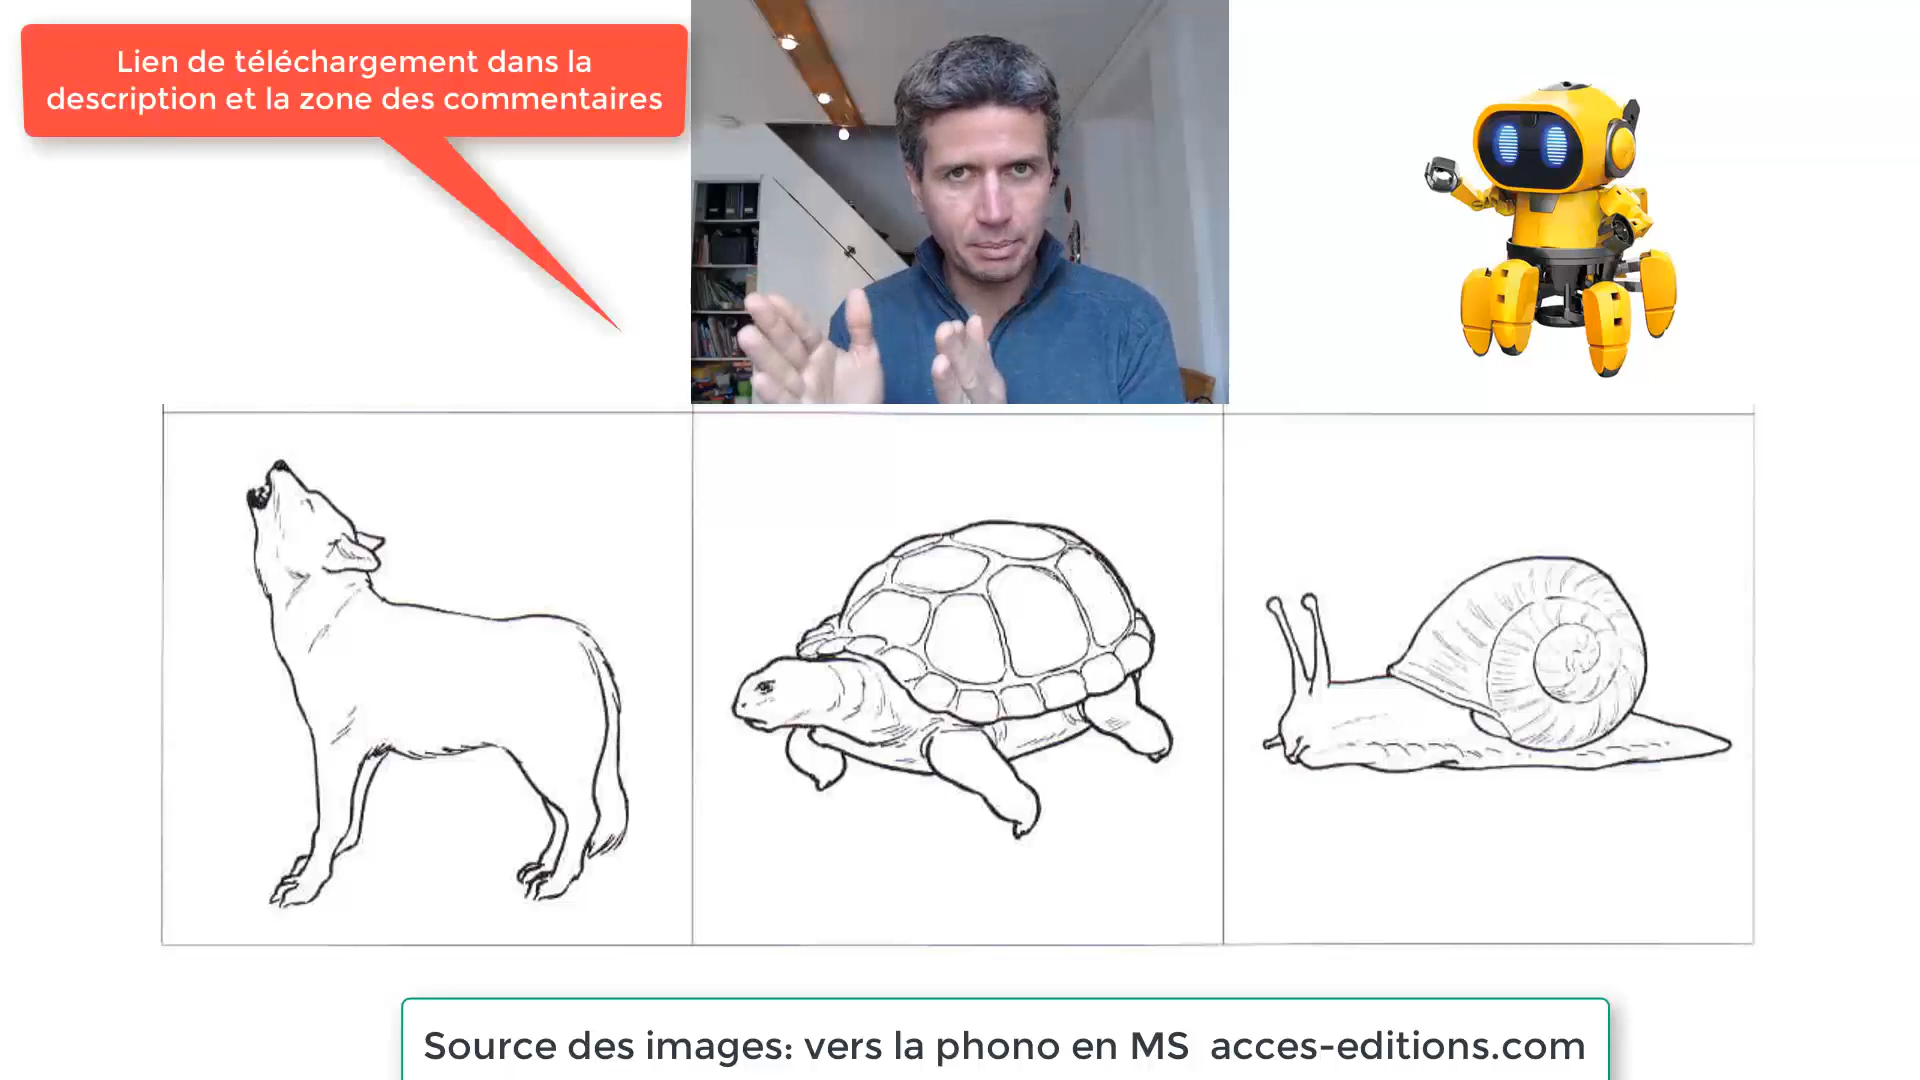 Lien de téléchargement dans la
description et la zone des commentaires
Source des images: vers la phono en MS acces-editions.com